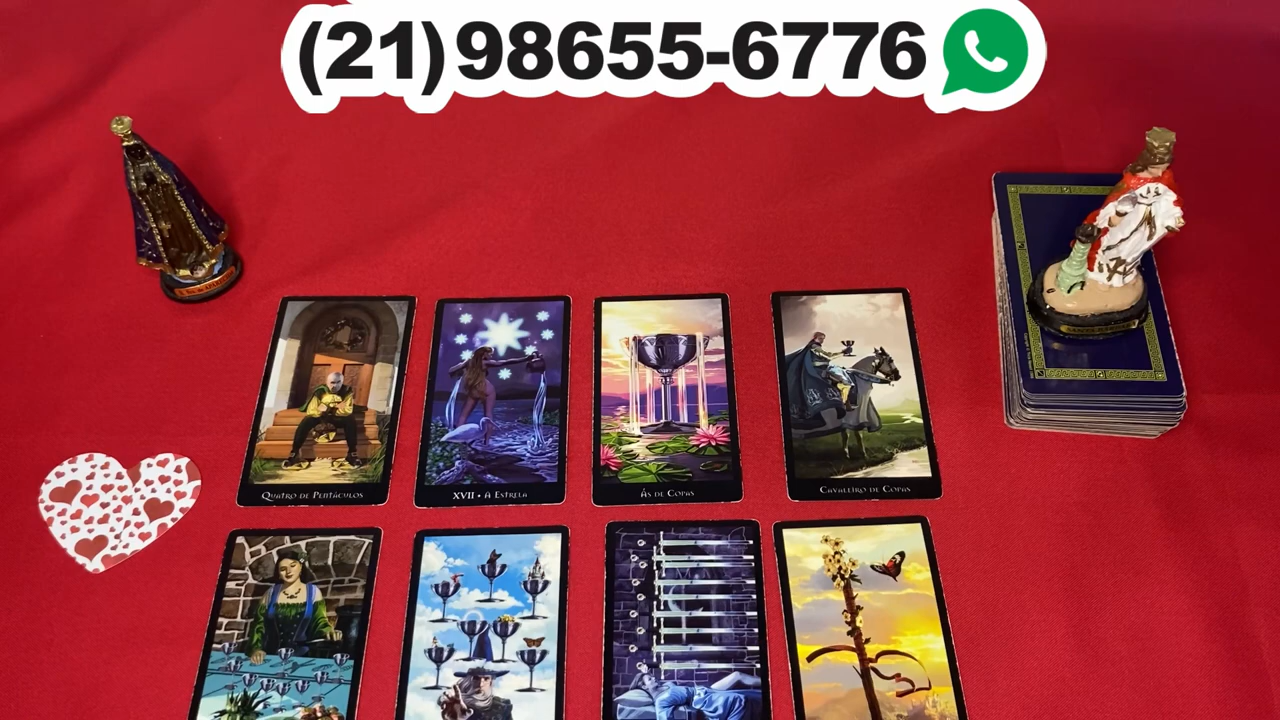 (21) 98655-6776
Quatro de Pentáculos
XVII • A Estrela
Ás de Copas
Cavaleiro de Copas